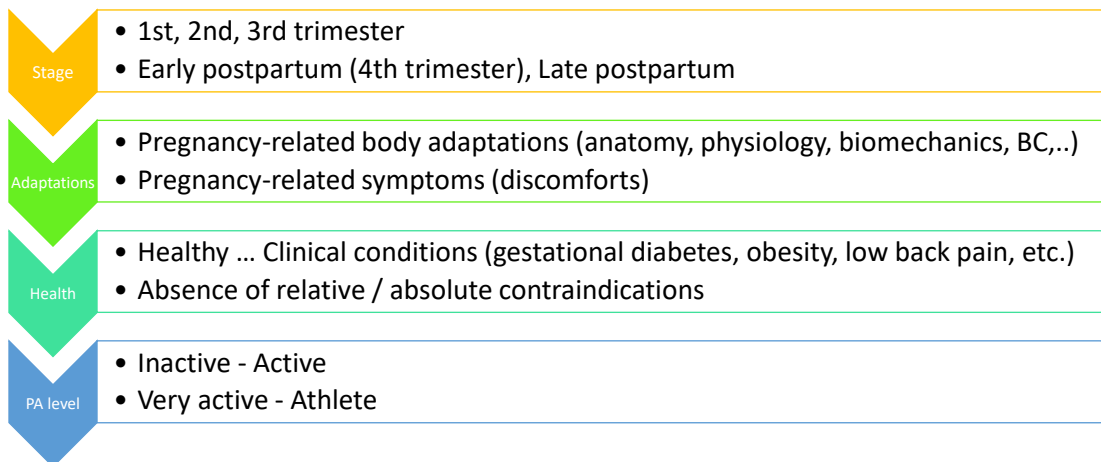 Stage
• 1st, 2nd, 3rd trimester
• Early postpartum (4th trimester), Late postpartum
Adaptations
• Pregnancy-related body adaptations (anatomy, physiology, biomechanics, BC,..)
• Pregnancy-related symptoms (discomforts)
Health
• Healthy ... Clinical conditions (gestational diabetes, obesity, low back pain, etc.)
• Absence of relative / absolute contraindications
PA level
• Inactive - Active
• Very active - Athlete